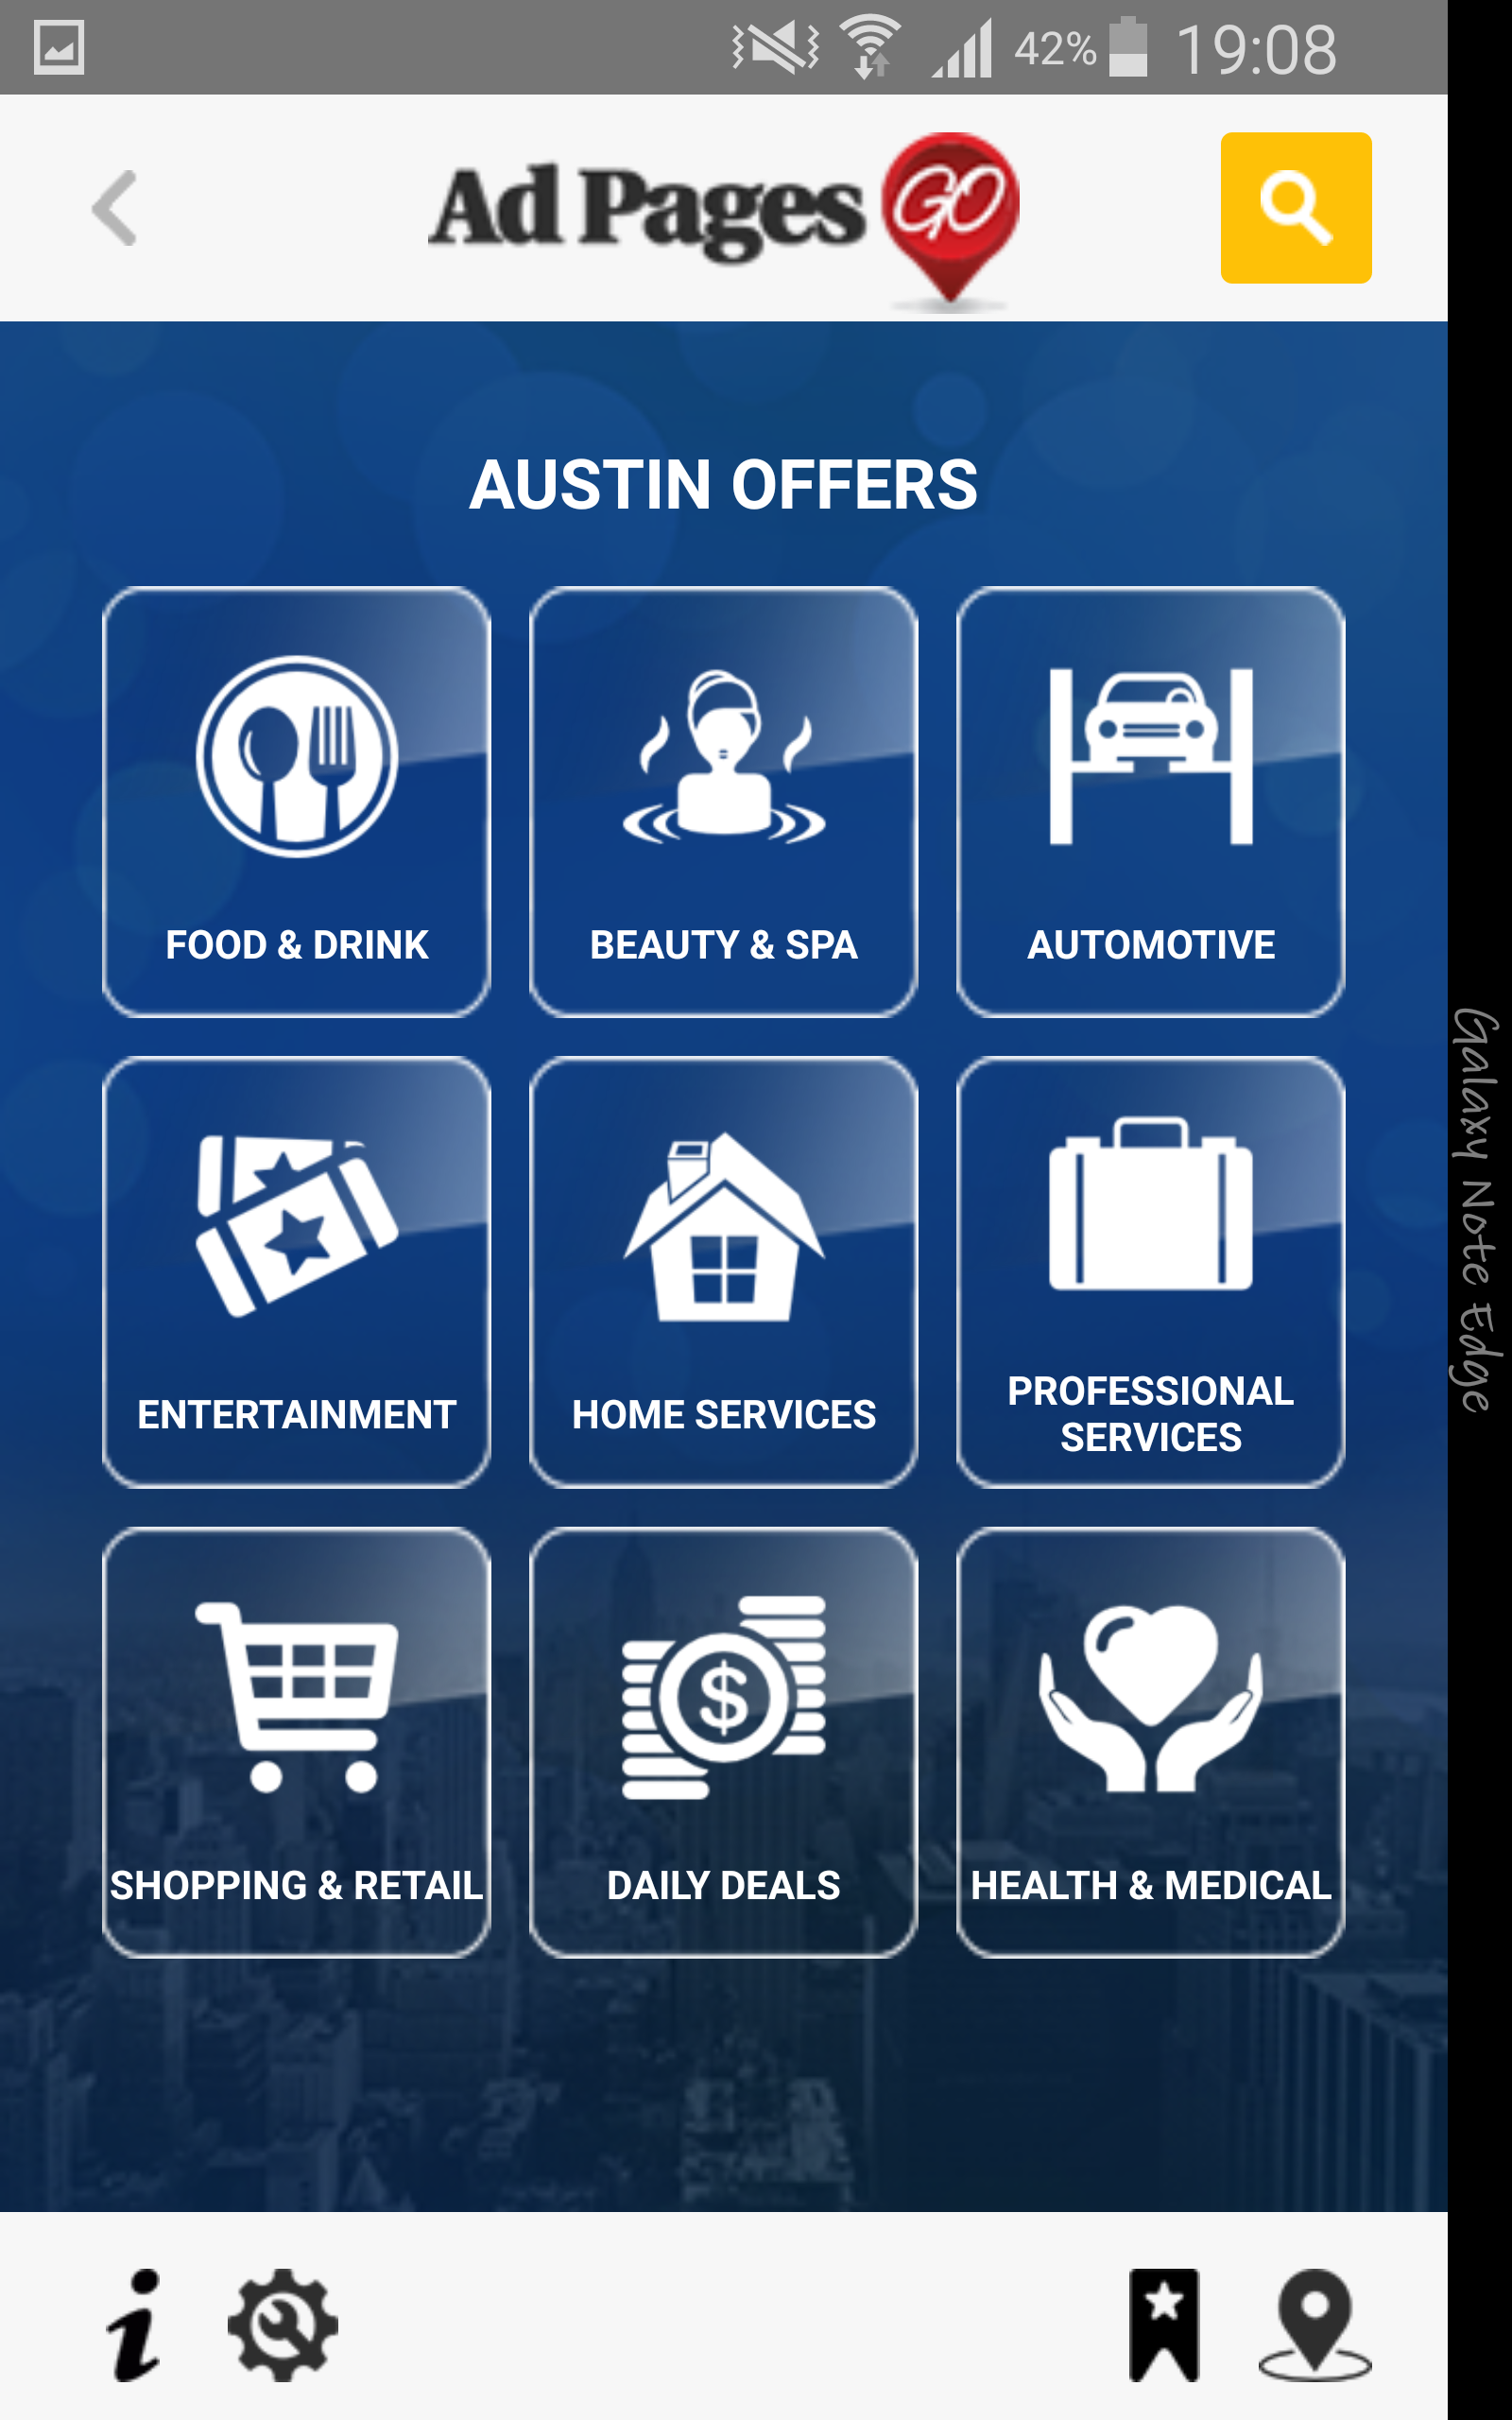 42% 19:08
Ad Pages GO
AUSTIN OFFERS
FOOD & DRINK
BEAUTY & SPA
AUTOMOTIVE
ENTERTAINMENT
HOME SERVICES
PROFESSIONAL
SERVICES
SHOPPING & RETAIL
DAILY DEALS
HEALTH & MEDICAL
Galaxy Note Edge